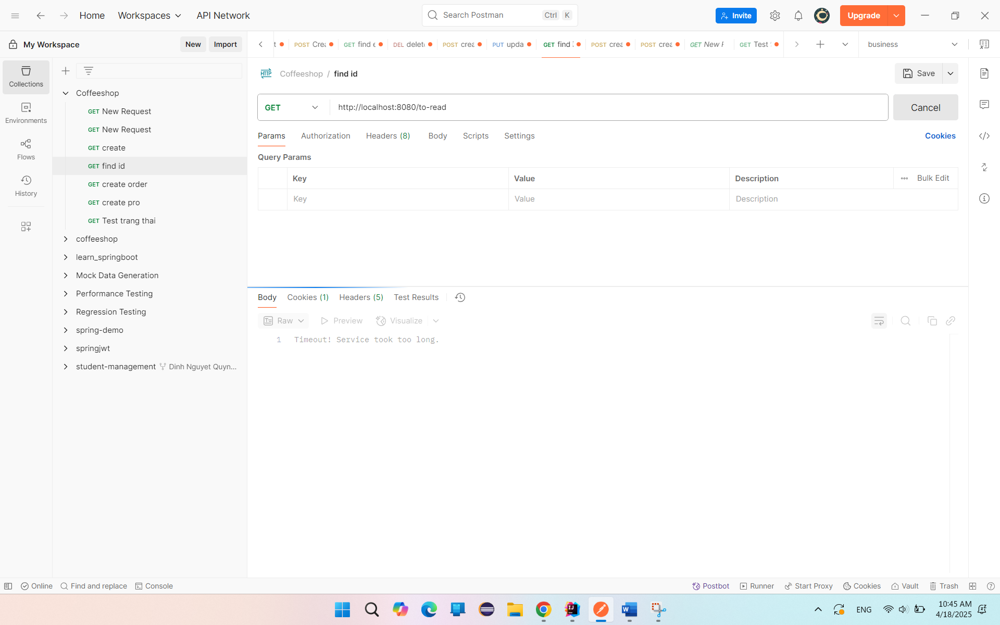 Home Workspaces API Network Search Postman Ctrl K Invite Upgrade
My Workspace New Import
t POST Crea GET find e DEL delet POST crea PUT upda GET find POST crea POST crea GET New GET Test business
Collections
Environments
Flows
History
Coffeeshop
GET New Request
GET New Request
GET create
GET find id
GET create order
GET create pro
GET Test trang thai
coffeeshop
learn_springboot
Mock Data Generation
Performance Testing
Regression Testing
spring-demo
springjwt
student-management Dinh Nguyet Quyn...
HTTP Coffeeshop / find id Save
GET http://localhost:8080/to-read Cancel
Params Authorization Headers (8) Body Scripts Settings Cookies
Query Params
Key Value Description Bulk Edit
Key Value Description
Body Cookies (1) Headers (5) Test Results
Raw Preview Visualize
1 Timeout! Service took too long.
Online Find and replace Console Postbot Runner Start Proxy Cookies Vault Trash
ENG 10:45 AM
4/18/2025